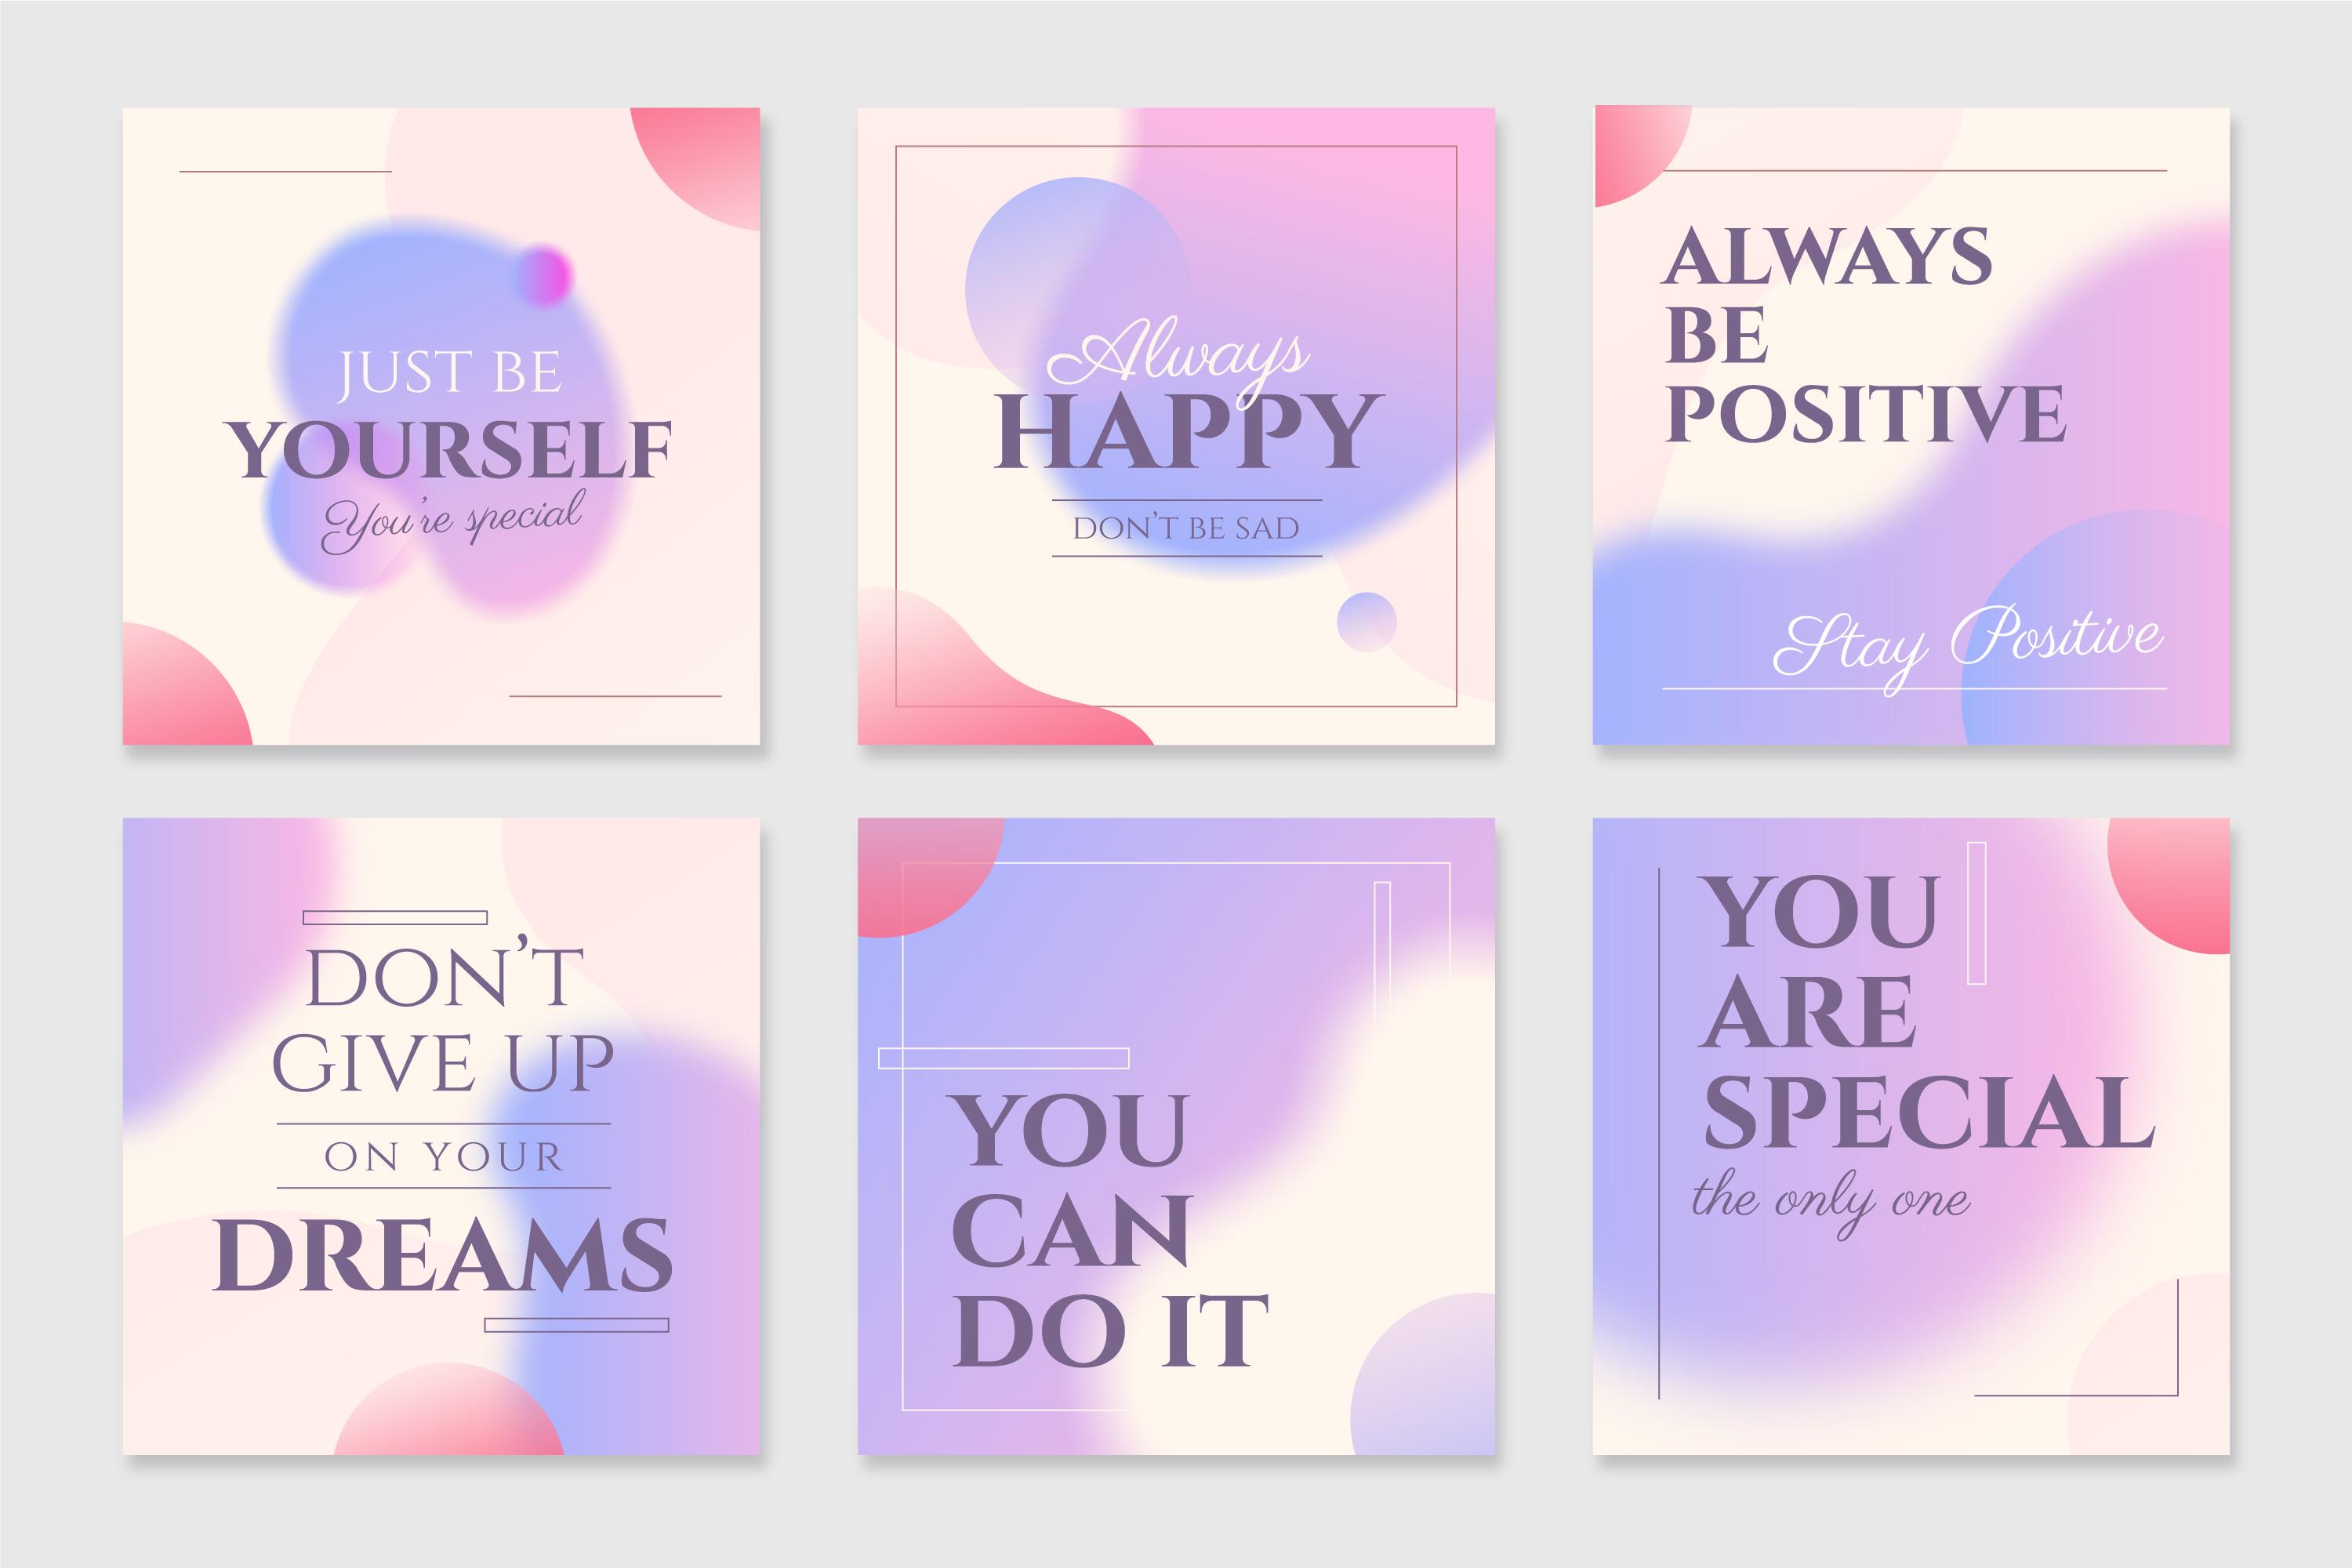 JUST BE
YOURSELF
You're special
Always
HAPPY
DON'T BE SAD
ALWAYS
BE
POSITIVE
Stay Positive
DON'T
GIVE UP
ON YOUR
DREAMS
YOU
CAN
DO IT
YOU
ARE
SPECIAL
the only one